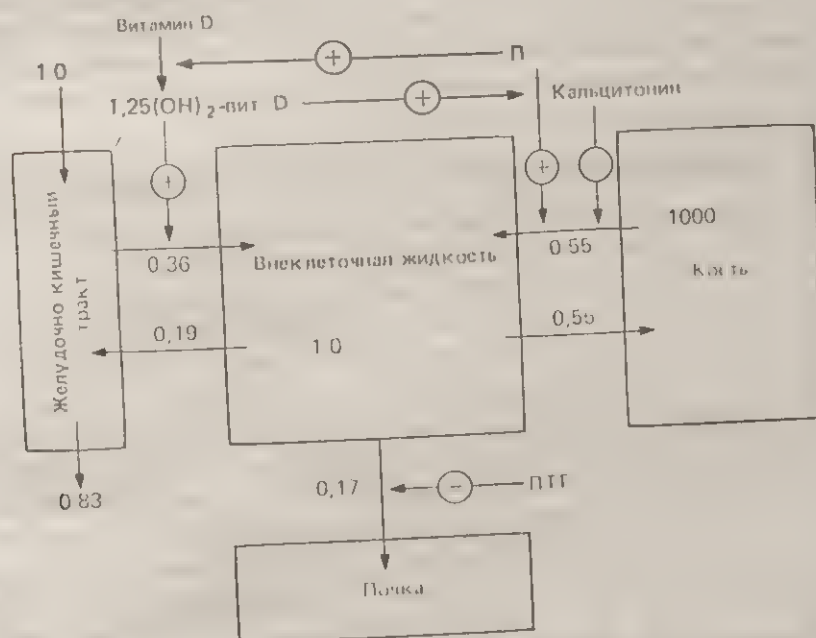 Витамин D
+
П
1 0
1,25(OH)₂-вит D
+
Кальцитонин
+
+
1000
0 36
Внеклеточная жидкость
0 55
Желудочно кишечный
тракт
0,19
1 0
0,55
0 83
0,17
−
ПТГ
Почка